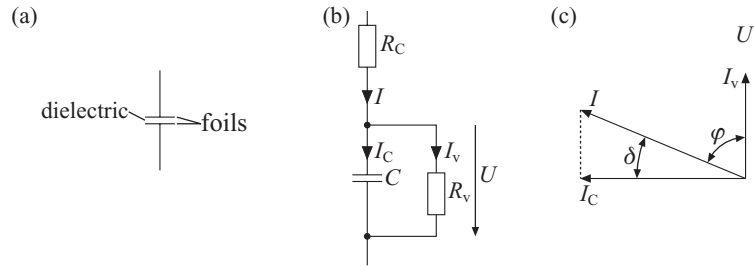 (a)
dielectric
foils
(b)
R_C
I
I_C
I_v
C
R_v
U
(c)
U
I_v
I
φ
δ
I_C